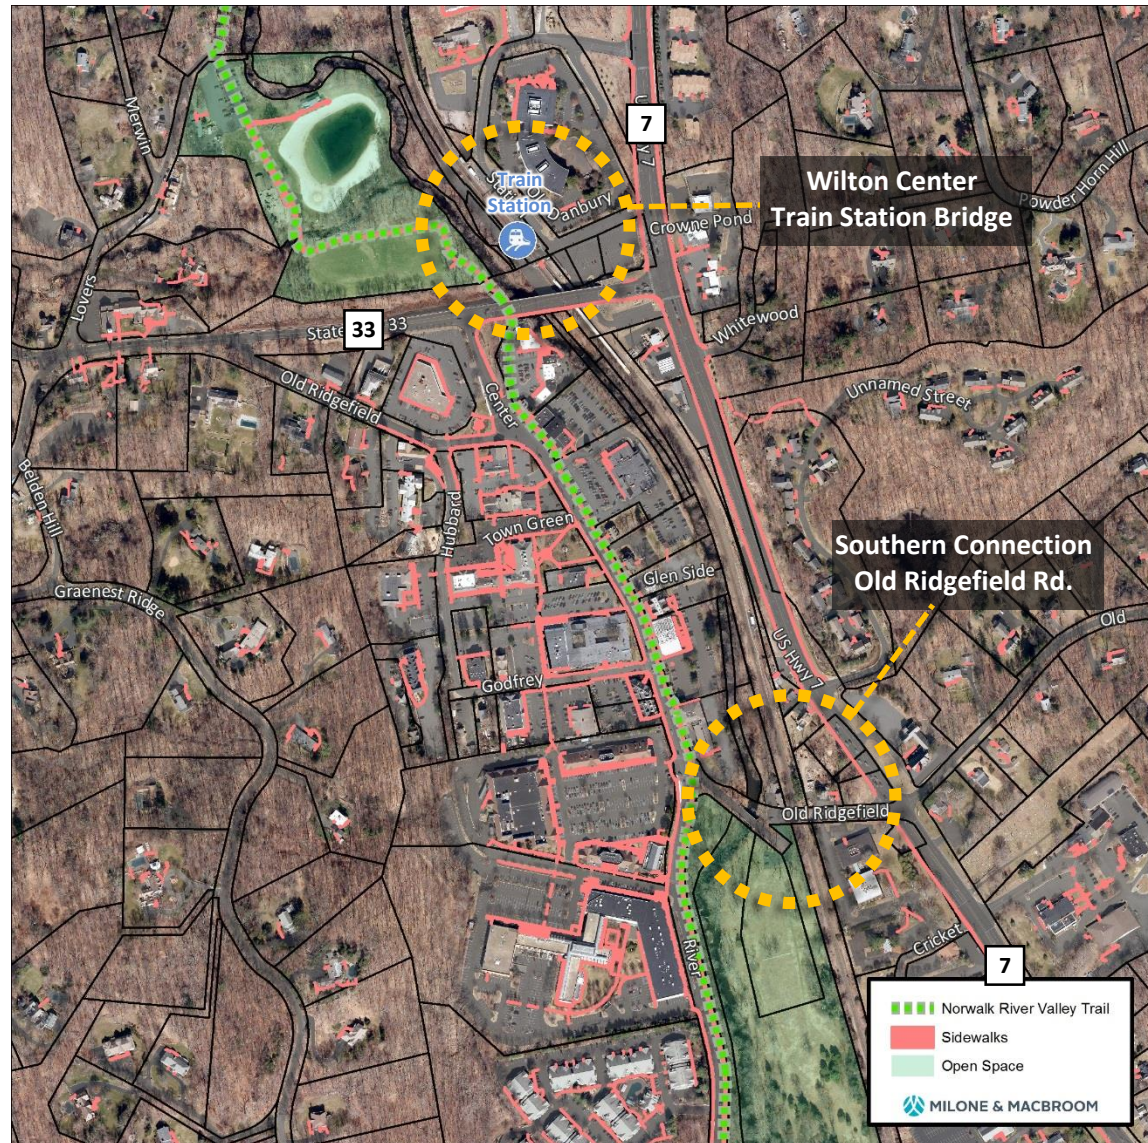 Merwin
7
US Hwy 7
Train
Station
Danbury
Crowne Pond
Wilton Center
Train Station Bridge
Powder Horn Hill
Lovers
State
33
33
Whitewood
Old Ridgefield
Center
Unnamed Street
Belden Hill
Hubbard
Town Green
Southern Connection
Old Ridgefield Rd.
Glen Side
Graenest Ridge
Old
US Hwy 7
Godfrey
Old Ridgefield
River
Cricket
7
Norwalk River Valley Trail
Sidewalks
Open Space
MILONE & MACBROOM